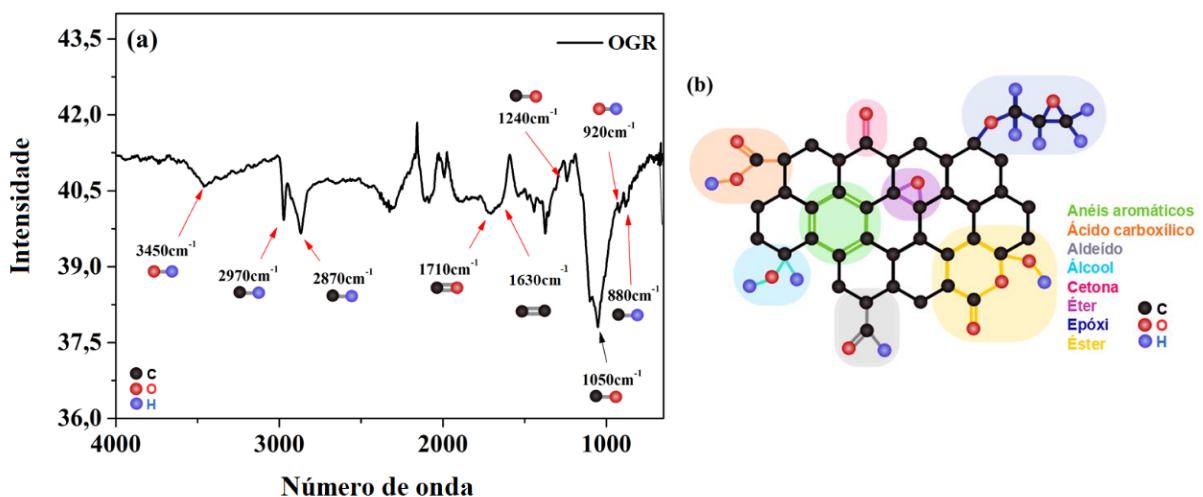 (a)
OGR
43,5
42,0
40,5
39,0
37,5
36,0
Intensidade
3450cm⁻¹
2970cm⁻¹
2870cm⁻¹
1710cm⁻¹
1630cm⁻¹
1240cm⁻¹
920cm⁻¹
880cm⁻¹
1050cm⁻¹
C
O
H
4000
3000
2000
1000
Número de onda
(b)
Anéis aromáticos
Ácido carboxílico
Aldeído
Álcool
Cetona
Éter
Epóxi
Éster
C
O
H